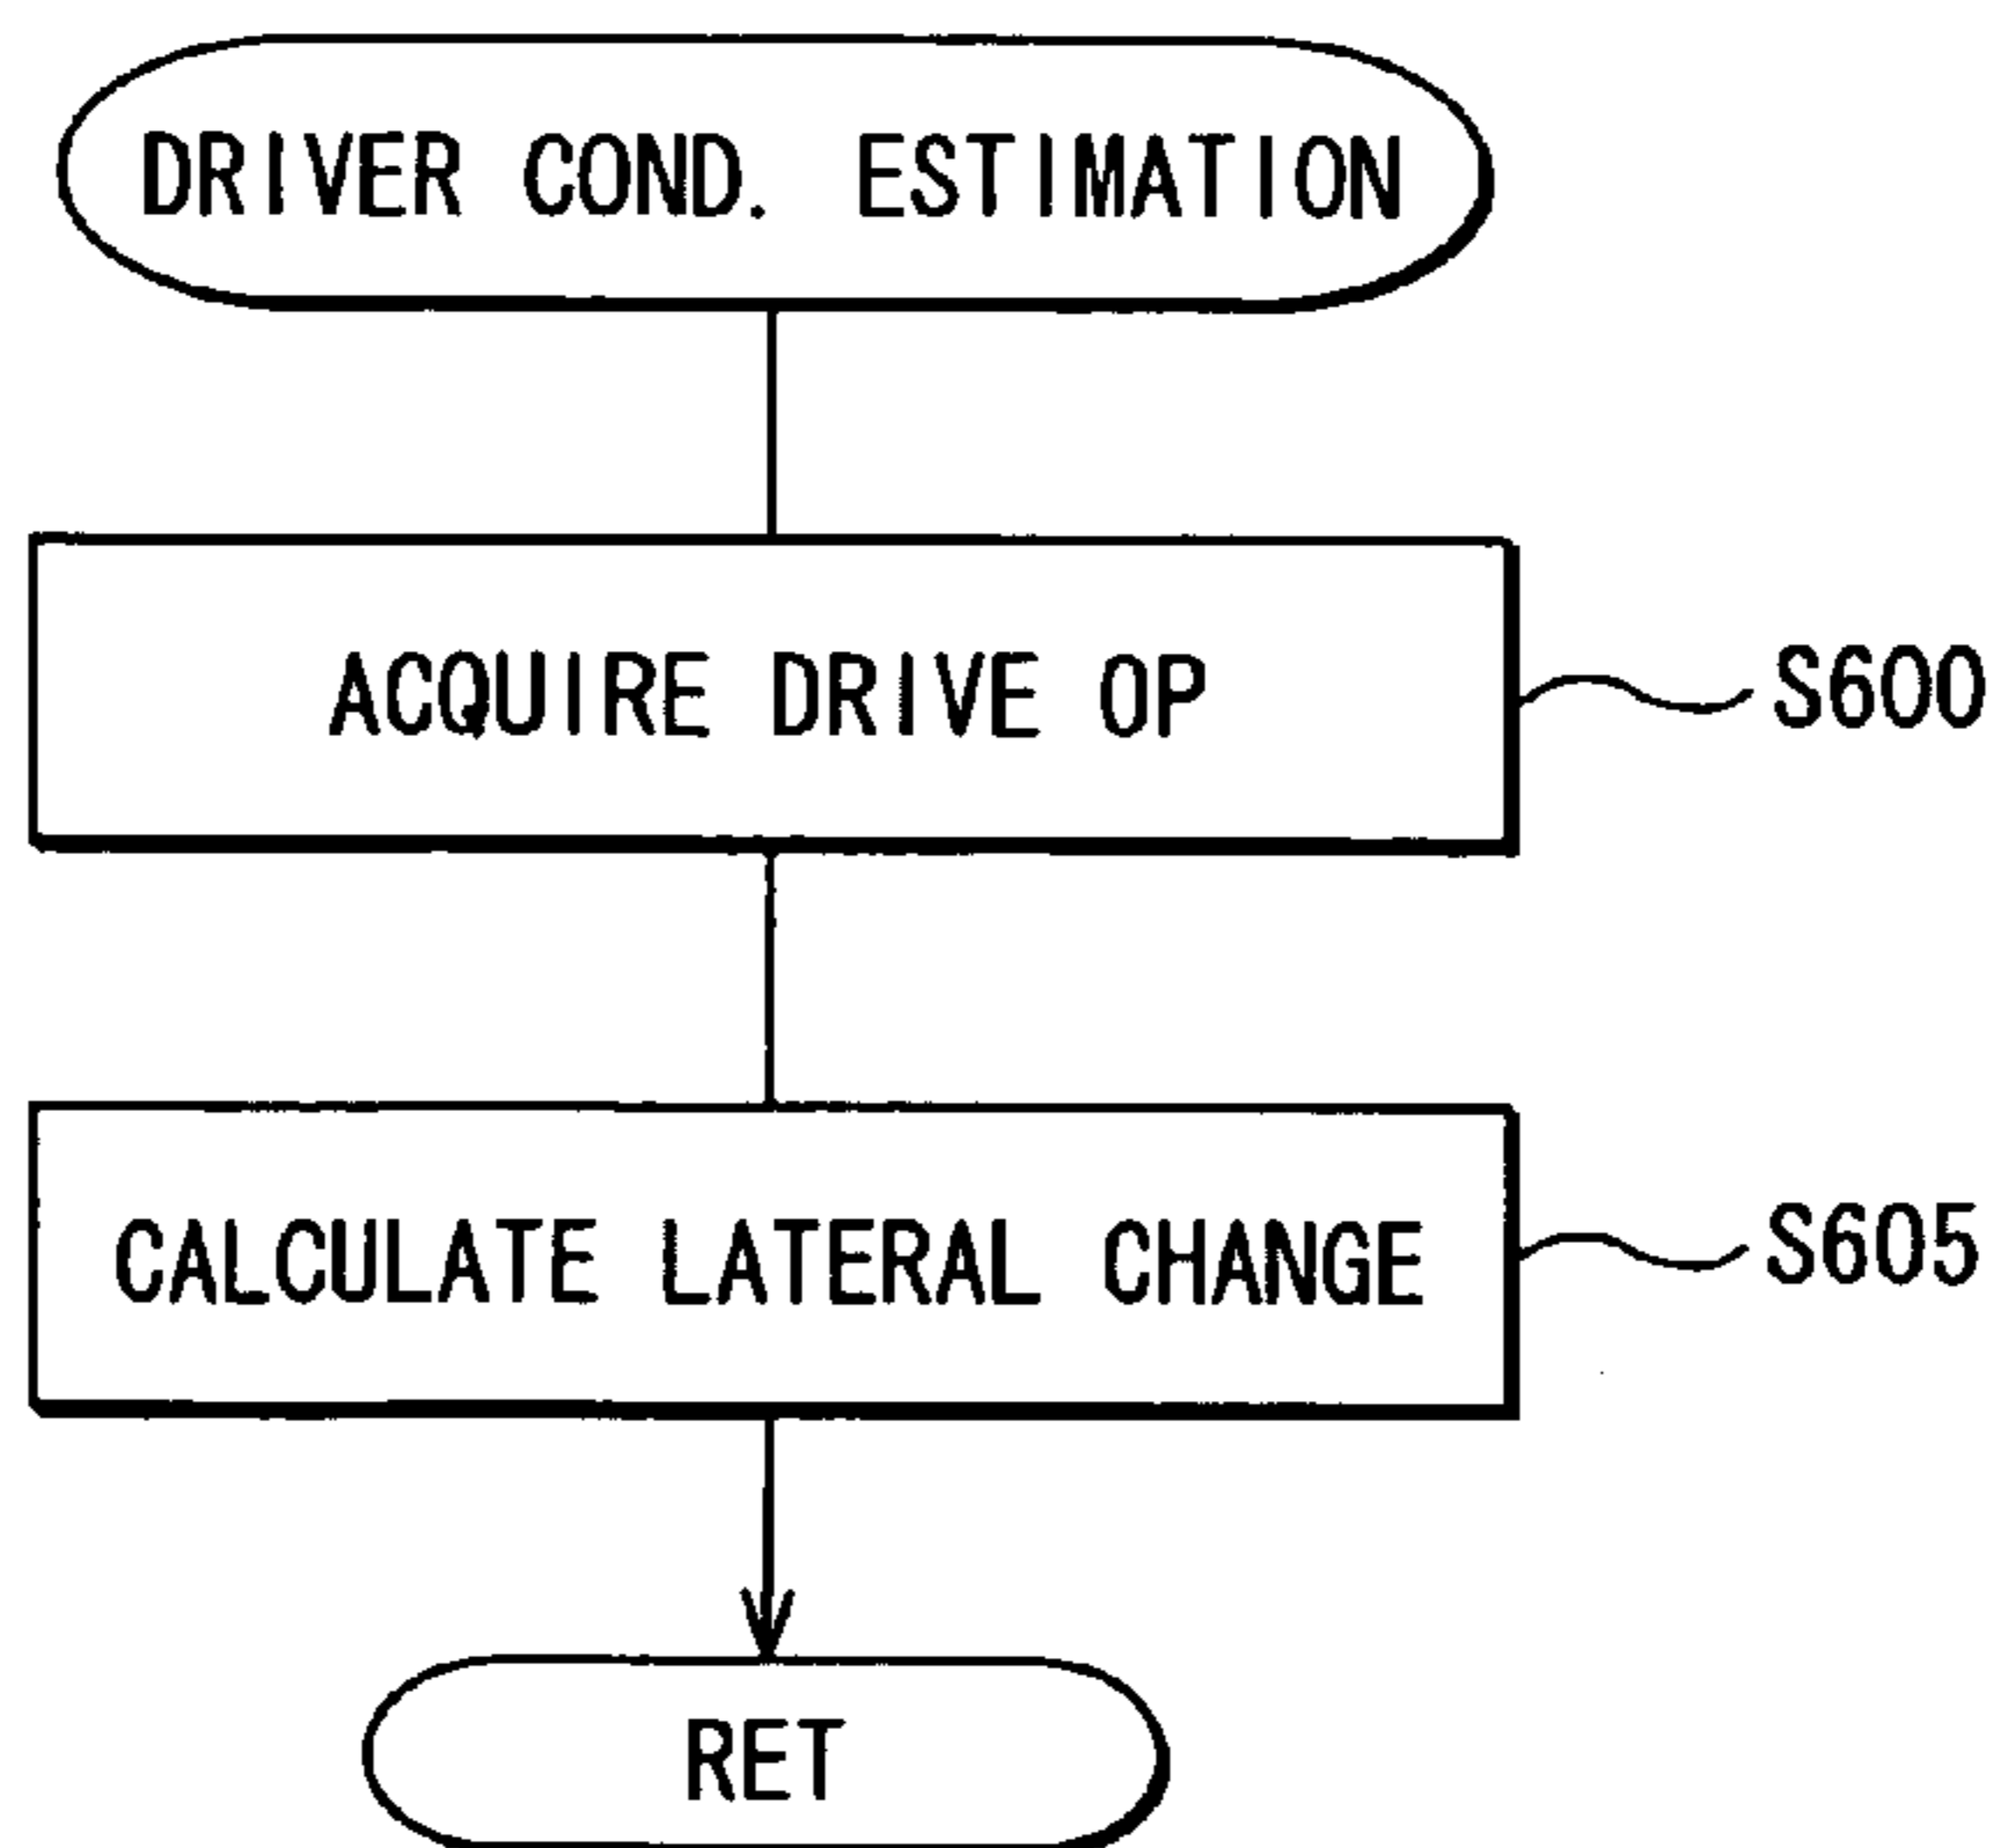 DRIVER COND. ESTIMATION
ACQUIRE DRIVE OP
S600
CALCULATE LATERAL CHANGE
S605
RET